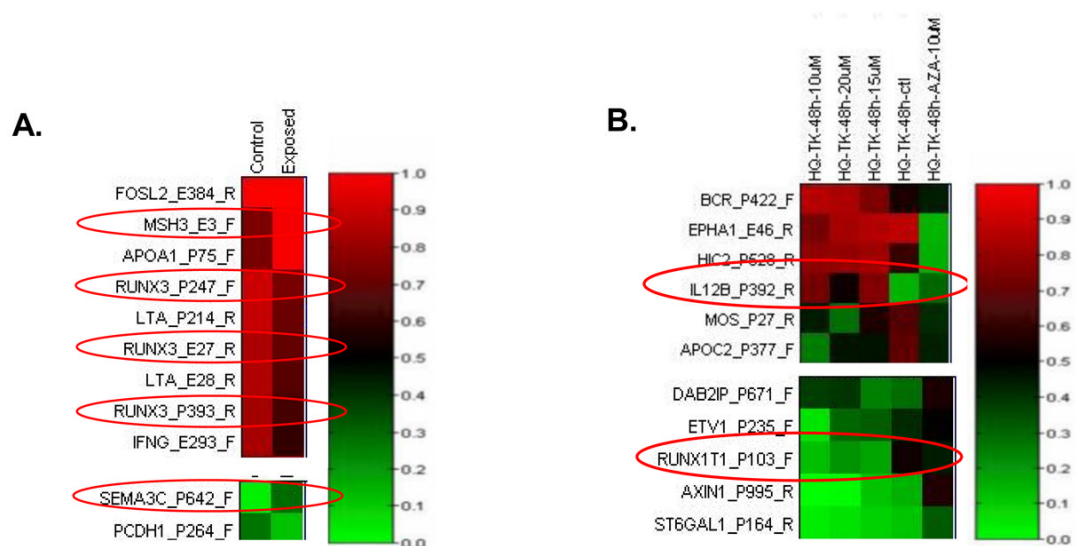 A.
Control
Exposed
FOSL2_E384_R
MSH3_E3_F
APOA1_P75_F
RUNX3_P247_F
LTA_P214_R
RUNX3_E27_R
LTA_E28_R
RUNX3_P393_R
IFNG_E293_F
SEMA3C_P642_F
PCDH1_P264_F
1.0
0.9
0.8
0.7
0.6
0.5
0.4
0.3
0.2
0.1
0.0
B.
HQ-TK-48h-10uM
HQ-TK-48h-20uM
HQ-TK-48h-15uM
HQ-TK-48h-ctl
HQ-TK-48h-AZA-10uM
BCR_P422_F
EPHA1_E46_R
HIC2_P528_R
IL12B_P392_R
MOS_P27_R
APOC2_P377_F
DAB2IP_P671_F
ETV1_P235_F
RUNX1T1_P103_F
AXIN1_P995_R
ST6GAL1_P164_R
1.0
0.9
0.8
0.7
0.6
0.5
0.4
0.3
0.2
0.1
0.0